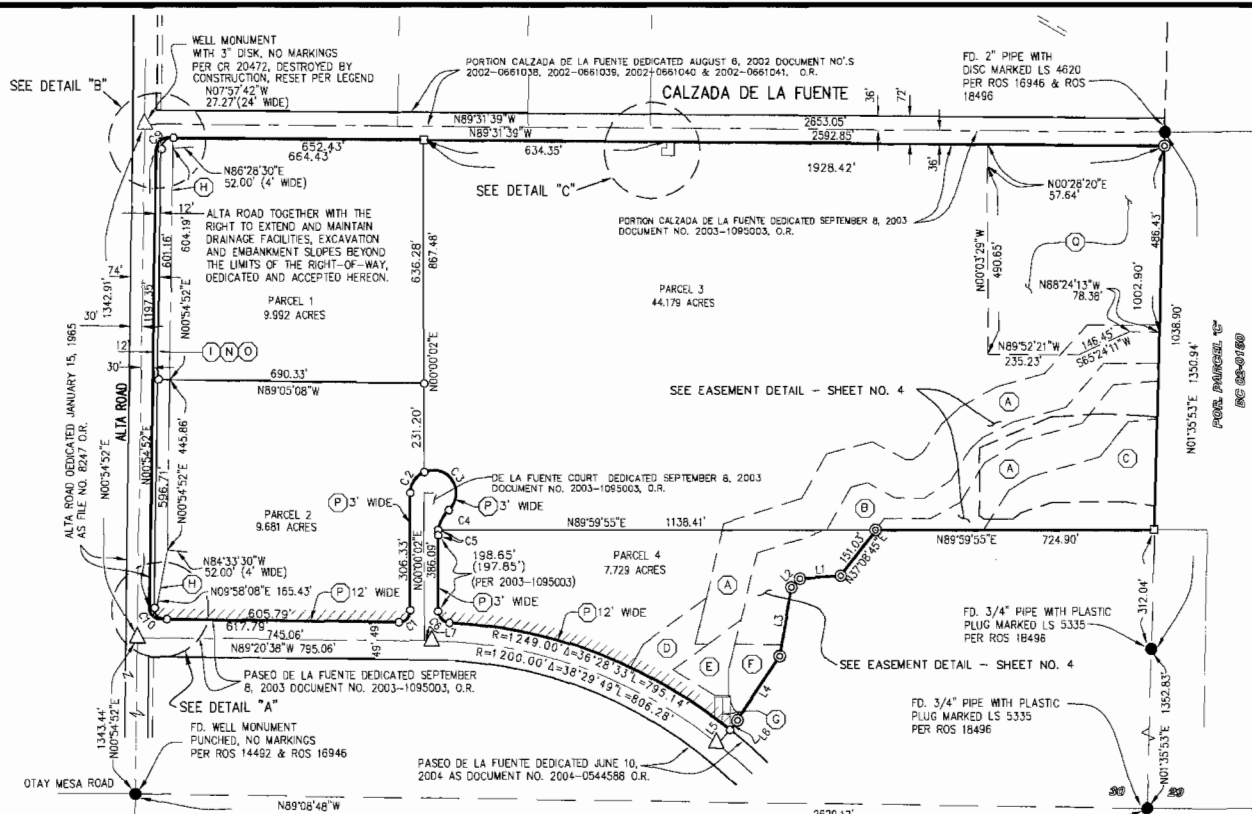 WELL MONUMENT
WITH 3" DISK, NO MARKINGS
PER CR 20472, DESTROYED BY
CONSTRUCTION, RESET PER LEGEND
N07°57'42"W
27.27'(24' WIDE)
SEE DETAIL "B"
PORTION CALZADA DE LA FUENTE DEDICATED AUGUST 6, 2002 DOCUMENT NO'.S
2002-0661038, 2002-0661039, 2002-0661040 & 2002-0661041, O.R.
CALZADA DE LA FUENTE
36'
72'
36'
FD. 2" PIPE WITH
DISC MARKED LS 4620
PER ROS 16946 & ROS
18496
N89°31'39"W
2653.05'
N89°31'39"W
2592.85'
652.43'
664.43'
634.35'
1928.42'
N86°28'30"E
52.00' (4' WIDE)
H
SEE DETAIL "C"
N00°28'20"E
57.64'
12'
ALTA ROAD TOGETHER WITH THE
RIGHT TO EXTEND AND MAINTAIN
DRAINAGE FACILITIES, EXCAVATION
AND EMBANKMENT SLOPES BEYOND
THE LIMITS OF THE RIGHT-OF-WAY,
DEDICATED AND ACCEPTED HEREON.
PORTION CALZADA DE LA FUENTE DEDICATED SEPTEMBER 8, 2003
DOCUMENT NO. 2003-1095003, O.R.
Q
486.43'
601.16'
604.19'
74'
1342.91'
1197.35'
N00°54'52"E
636.28'
867.48'
N00°03'29"W
490.65'
N88°24'13"W
78.38'
1002.90'
1038.90'
PARCEL 1
9.992 ACRES
PARCEL 3
44.179 ACRES
30'
12'
30'
I N O
N89°52'21"W
235.23'
146.45'
S65°24'11"W
N01°35'53"E 1350.94'
POR. PARCEL "C"
BC 02-0150
690.33'
N89°05'08"W
N00°00'02"E
SEE EASEMENT DETAIL - SHEET NO. 4
A
A
C
ALTA ROAD DEDICATED JANUARY 15, 1965
AS FILE NO. 8247 O.R.
ALTA ROAD
N00°54'52"E
N00°54'52"E
596.71'
N00°54'52"E 445.86'
231.20'
C2
C3
DE LA FUENTE COURT DEDICATED SEPTEMBER 8, 2003
DOCUMENT NO. 2003-1095003, O.R.
P 3' WIDE
P 3' WIDE
C4
C5
N89°59'55"E 1138.41'
B
N89°59'55"E 724.90'
PARCEL 2
9.681 ACRES
306.33'
N00°00'02"E
386.09'
198.65'
(197.85')
(PER 2003-1095003)
P 3' WIDE
PARCEL 4
7.729 ACRES
A
151.03'
N37°08'45"E
L2
L1
N84°33'30"W
52.00' (4' WIDE)
H
N09°58'08"E 165.43'
P 12' WIDE
P 12' WIDE
312.04'
C10
605.79'
617.79'
745.06'
N89°20'38"W 795.06'
49.49'
C1
L7
L3
FD. 3/4" PIPE WITH PLASTIC
PLUG MARKED LS 5335
PER ROS 18496
R=1249.00' Δ=36°28'33"L=795.14'
R=1200.00' Δ=38°29'49"L=806.28'
D
E
F
SEE EASEMENT DETAIL - SHEET NO. 4
PASEO DE LA FUENTE DEDICATED SEPTEMBER
8, 2003 DOCUMENT NO. 2003-1095003, O.R.
SEE DETAIL "A"
L4
L5
L6
G
1343.44'
N00°54'52"E
FD. WELL MONUMENT
PUNCHED, NO MARKINGS
PER ROS 14492 & ROS 16946
FD. 3/4" PIPE WITH PLASTIC
PLUG MARKED LS 5335
PER ROS 18496
N01°35'53"E 1352.83'
PASEO DE LA FUENTE DEDICATED JUNE 10,
2004 AS DOCUMENT NO. 2004-0544588 O.R.
OTAY MESA ROAD
N89°08'48"W
30 29